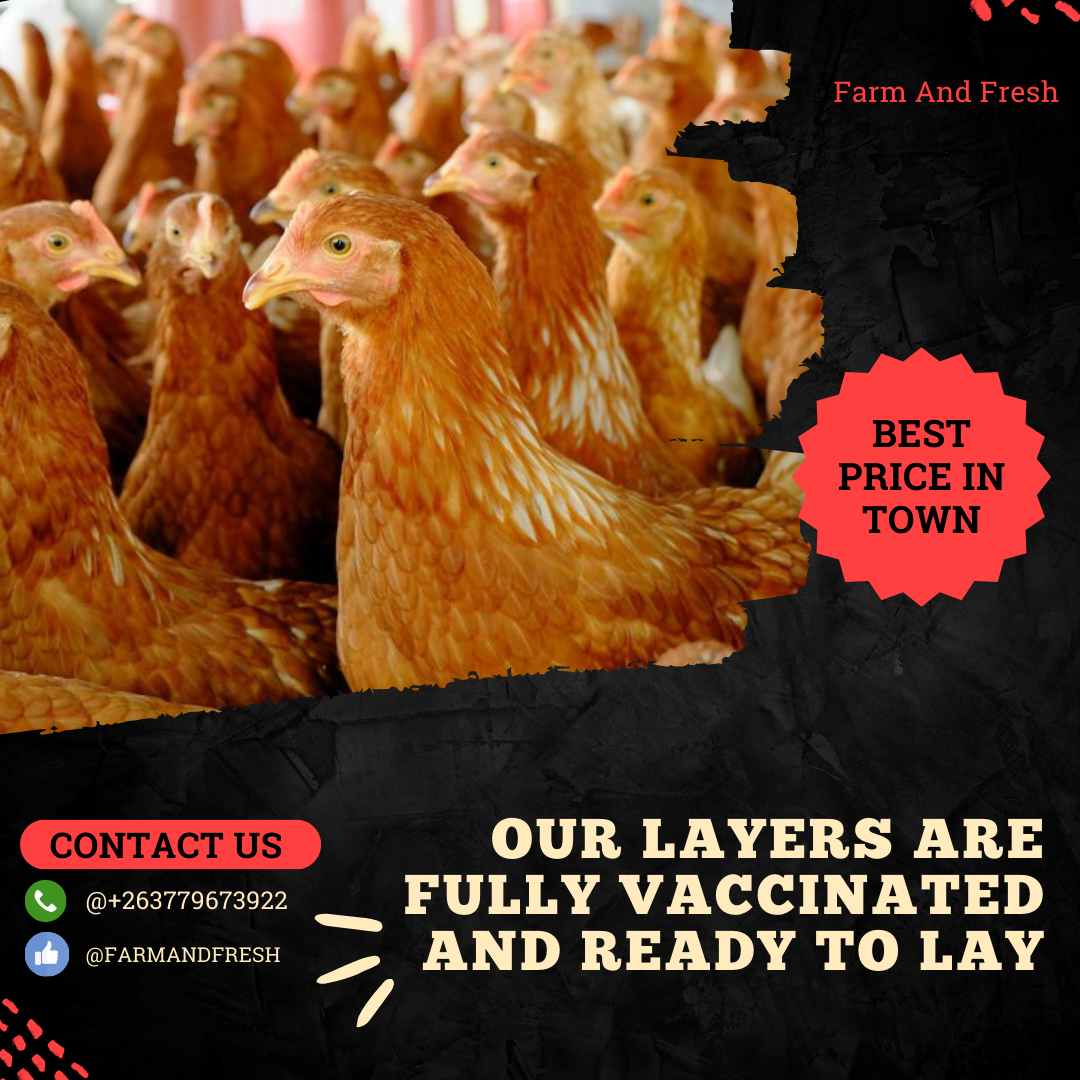 Farm And Fresh
BEST
PRICE IN
TOWN
CONTACT US
@+263779673922
@FARMANDFRESH
OUR LAYERS ARE
FULLY VACCINATED
AND READY TO LAY